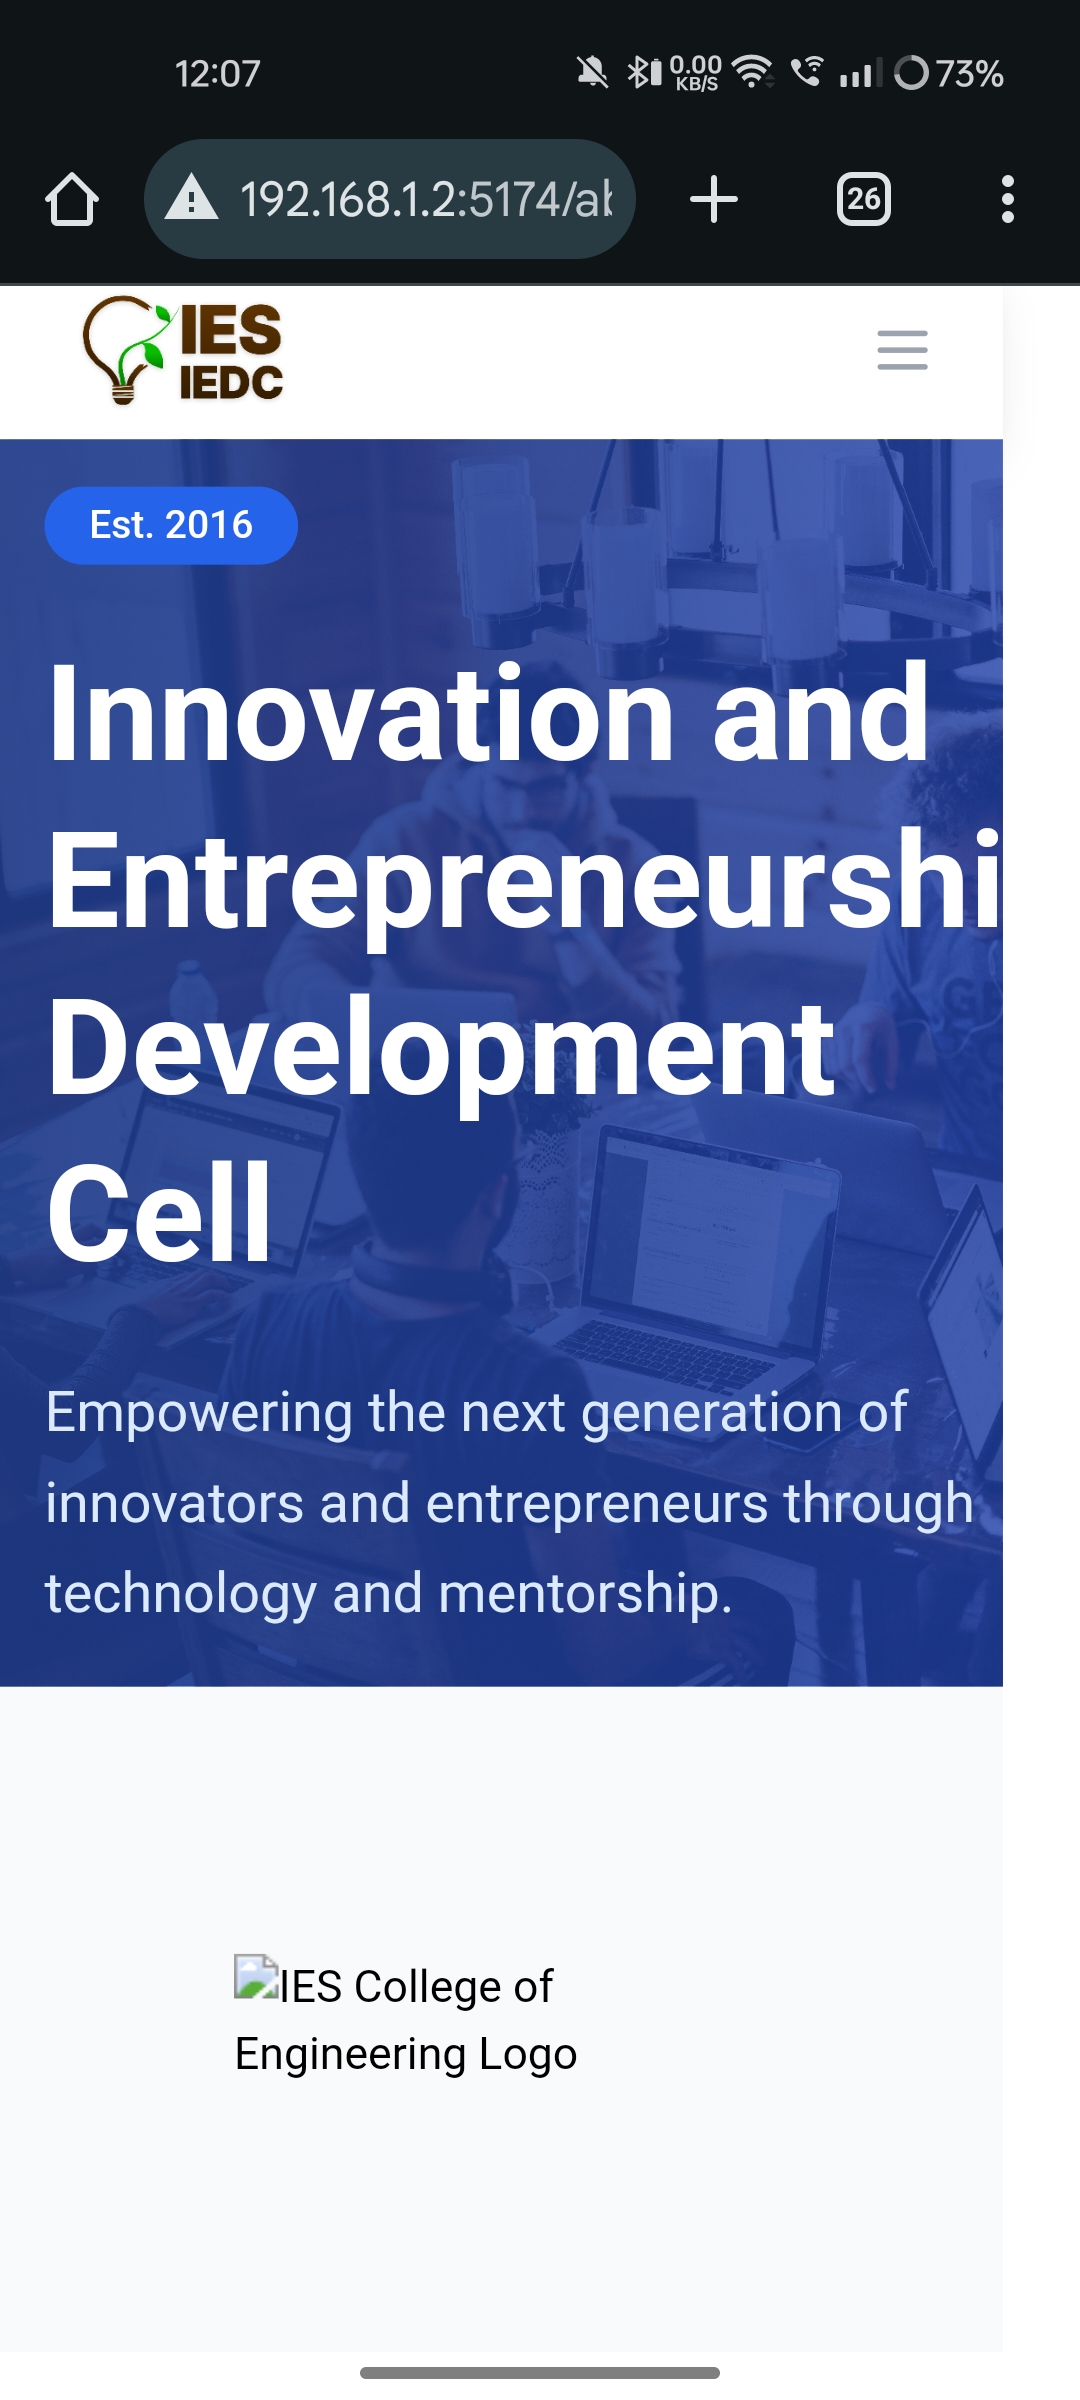 12:07
0.00
KB/S
73%
192.168.1.2:5174/ab
26
IES
IEDC
Est. 2016
Innovation and
Entrepreneurshi
Development
Cell
Empowering the next generation of
innovators and entrepreneurs through
technology and mentorship.
IES College of
Engineering Logo